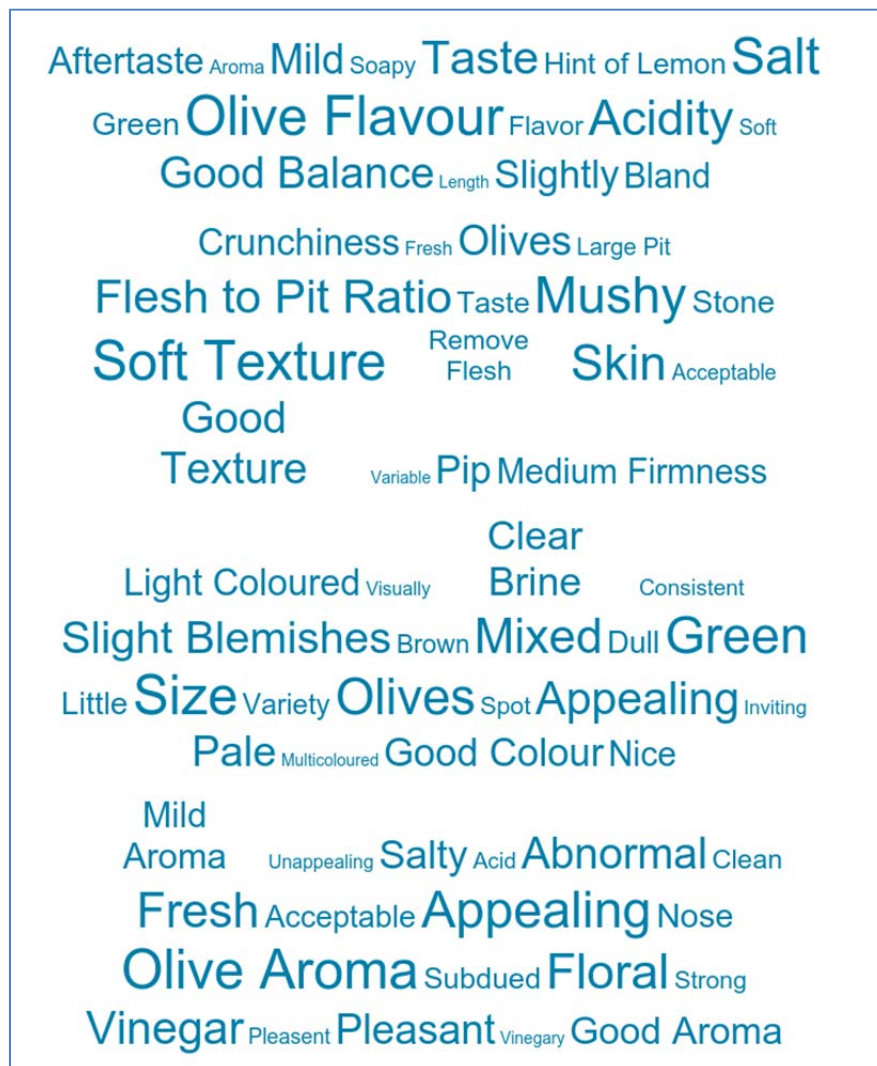 Aftertaste Aroma Mild Soapy Taste Hint of Lemon Salt
Green Olive Flavour Flavor Acidity Soft
Good Balance Length Slightly Bland
Crunchiness Fresh Olives Large Pit
Flesh to Pit Ratio Taste Mushy Stone
Soft Texture Remove Flesh Skin Acceptable
Good
Texture Variable Pip Medium Firmness
Clear
Light Coloured Visually Brine Consistent
Slight Blemishes Brown Mixed Dull Green
Little Size Variety Olives Spot Appealing Inviting
Pale Multicoloured Good Colour Nice
Mild
Aroma Unappealing Salty Acid Abnormal Clean
Fresh Acceptable Appealing Nose
Olive Aroma Subdued Floral Strong
Vinegar Pleasent Pleasant Vinegary Good Aroma